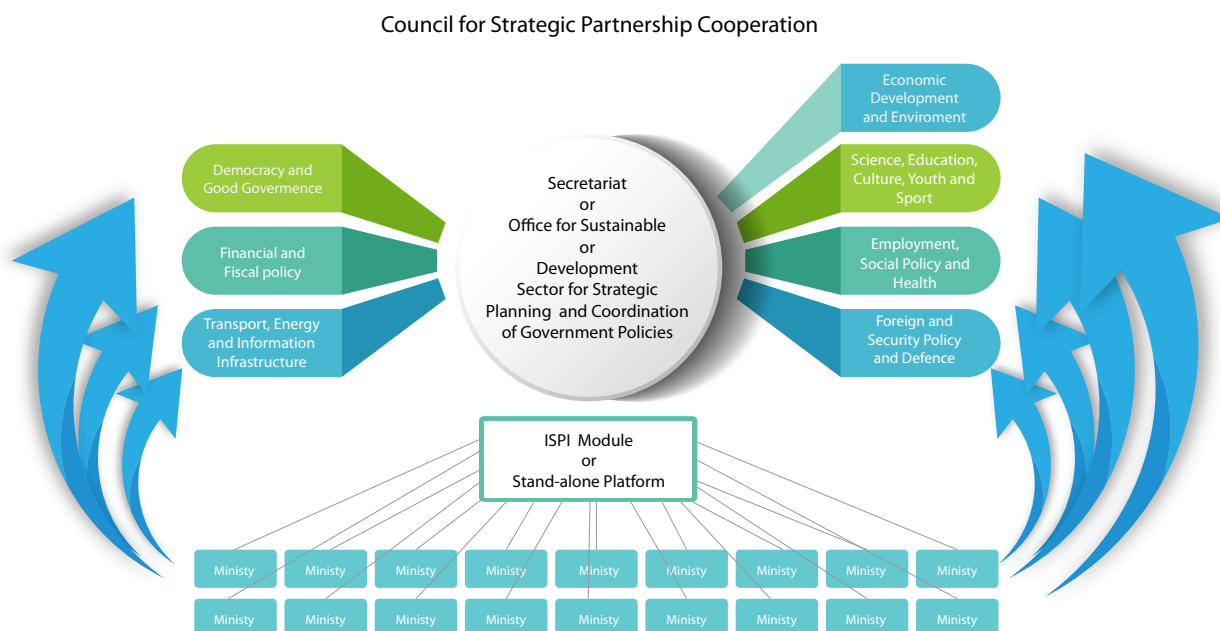 Council for Strategic Partnership Cooperation
Democracy and
Good Govermence
Financial and
Fiscal policy
Transport, Energy
and Information
Infrastructure
Secretariat
or
Office for Sustainable
or
Development
Sector for Strategic
Planning and Coordination
of Government Policies
Economic
Development
and Enviroment
Science, Education,
Culture, Youth and
Sport
Employment,
Social Policy and
Health
Foreign and
Security Policy
and Defence
ISPI Module
or
Stand-alone Platform
Ministy Ministy Ministy Ministy Ministy Ministy Ministy Ministy Ministy
Ministy Ministy Ministy Ministy Ministy Ministy Ministy Ministy Ministy